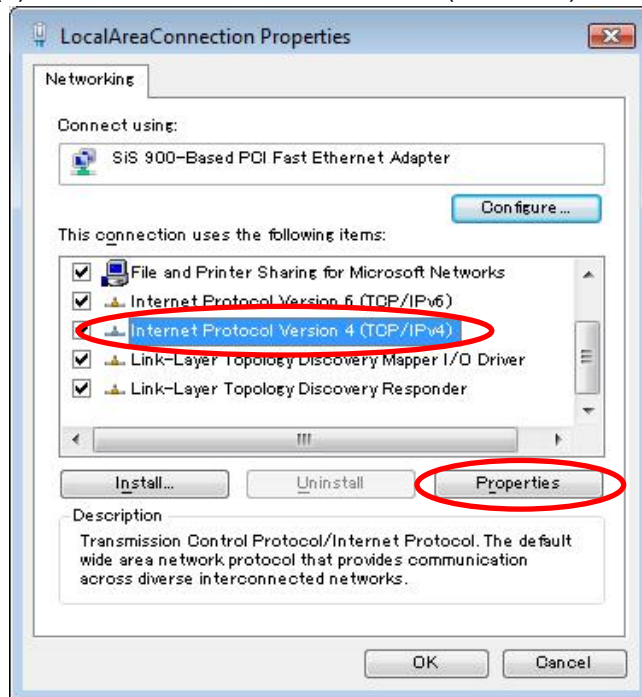 LocalAreaConnection Properties
Networking
Connect using:
SiS 900-Based PCI Fast Ethernet Adapter
Configure...
This connection uses the following items:
File and Printer Sharing for Microsoft Networks
Internet Protocol Version 6 (TCP/IPv6)
Internet Protocol Version 4 (TCP/IPv4)
Link-Layer Topology Discovery Mapper I/O Driver
Link-Layer Topology Discovery Responder
Install...
Uninstall
Properties
Description
Transmission Control Protocol/Internet Protocol. The default
wide area network protocol that provides communication
across diverse interconnected networks.
OK
Cancel